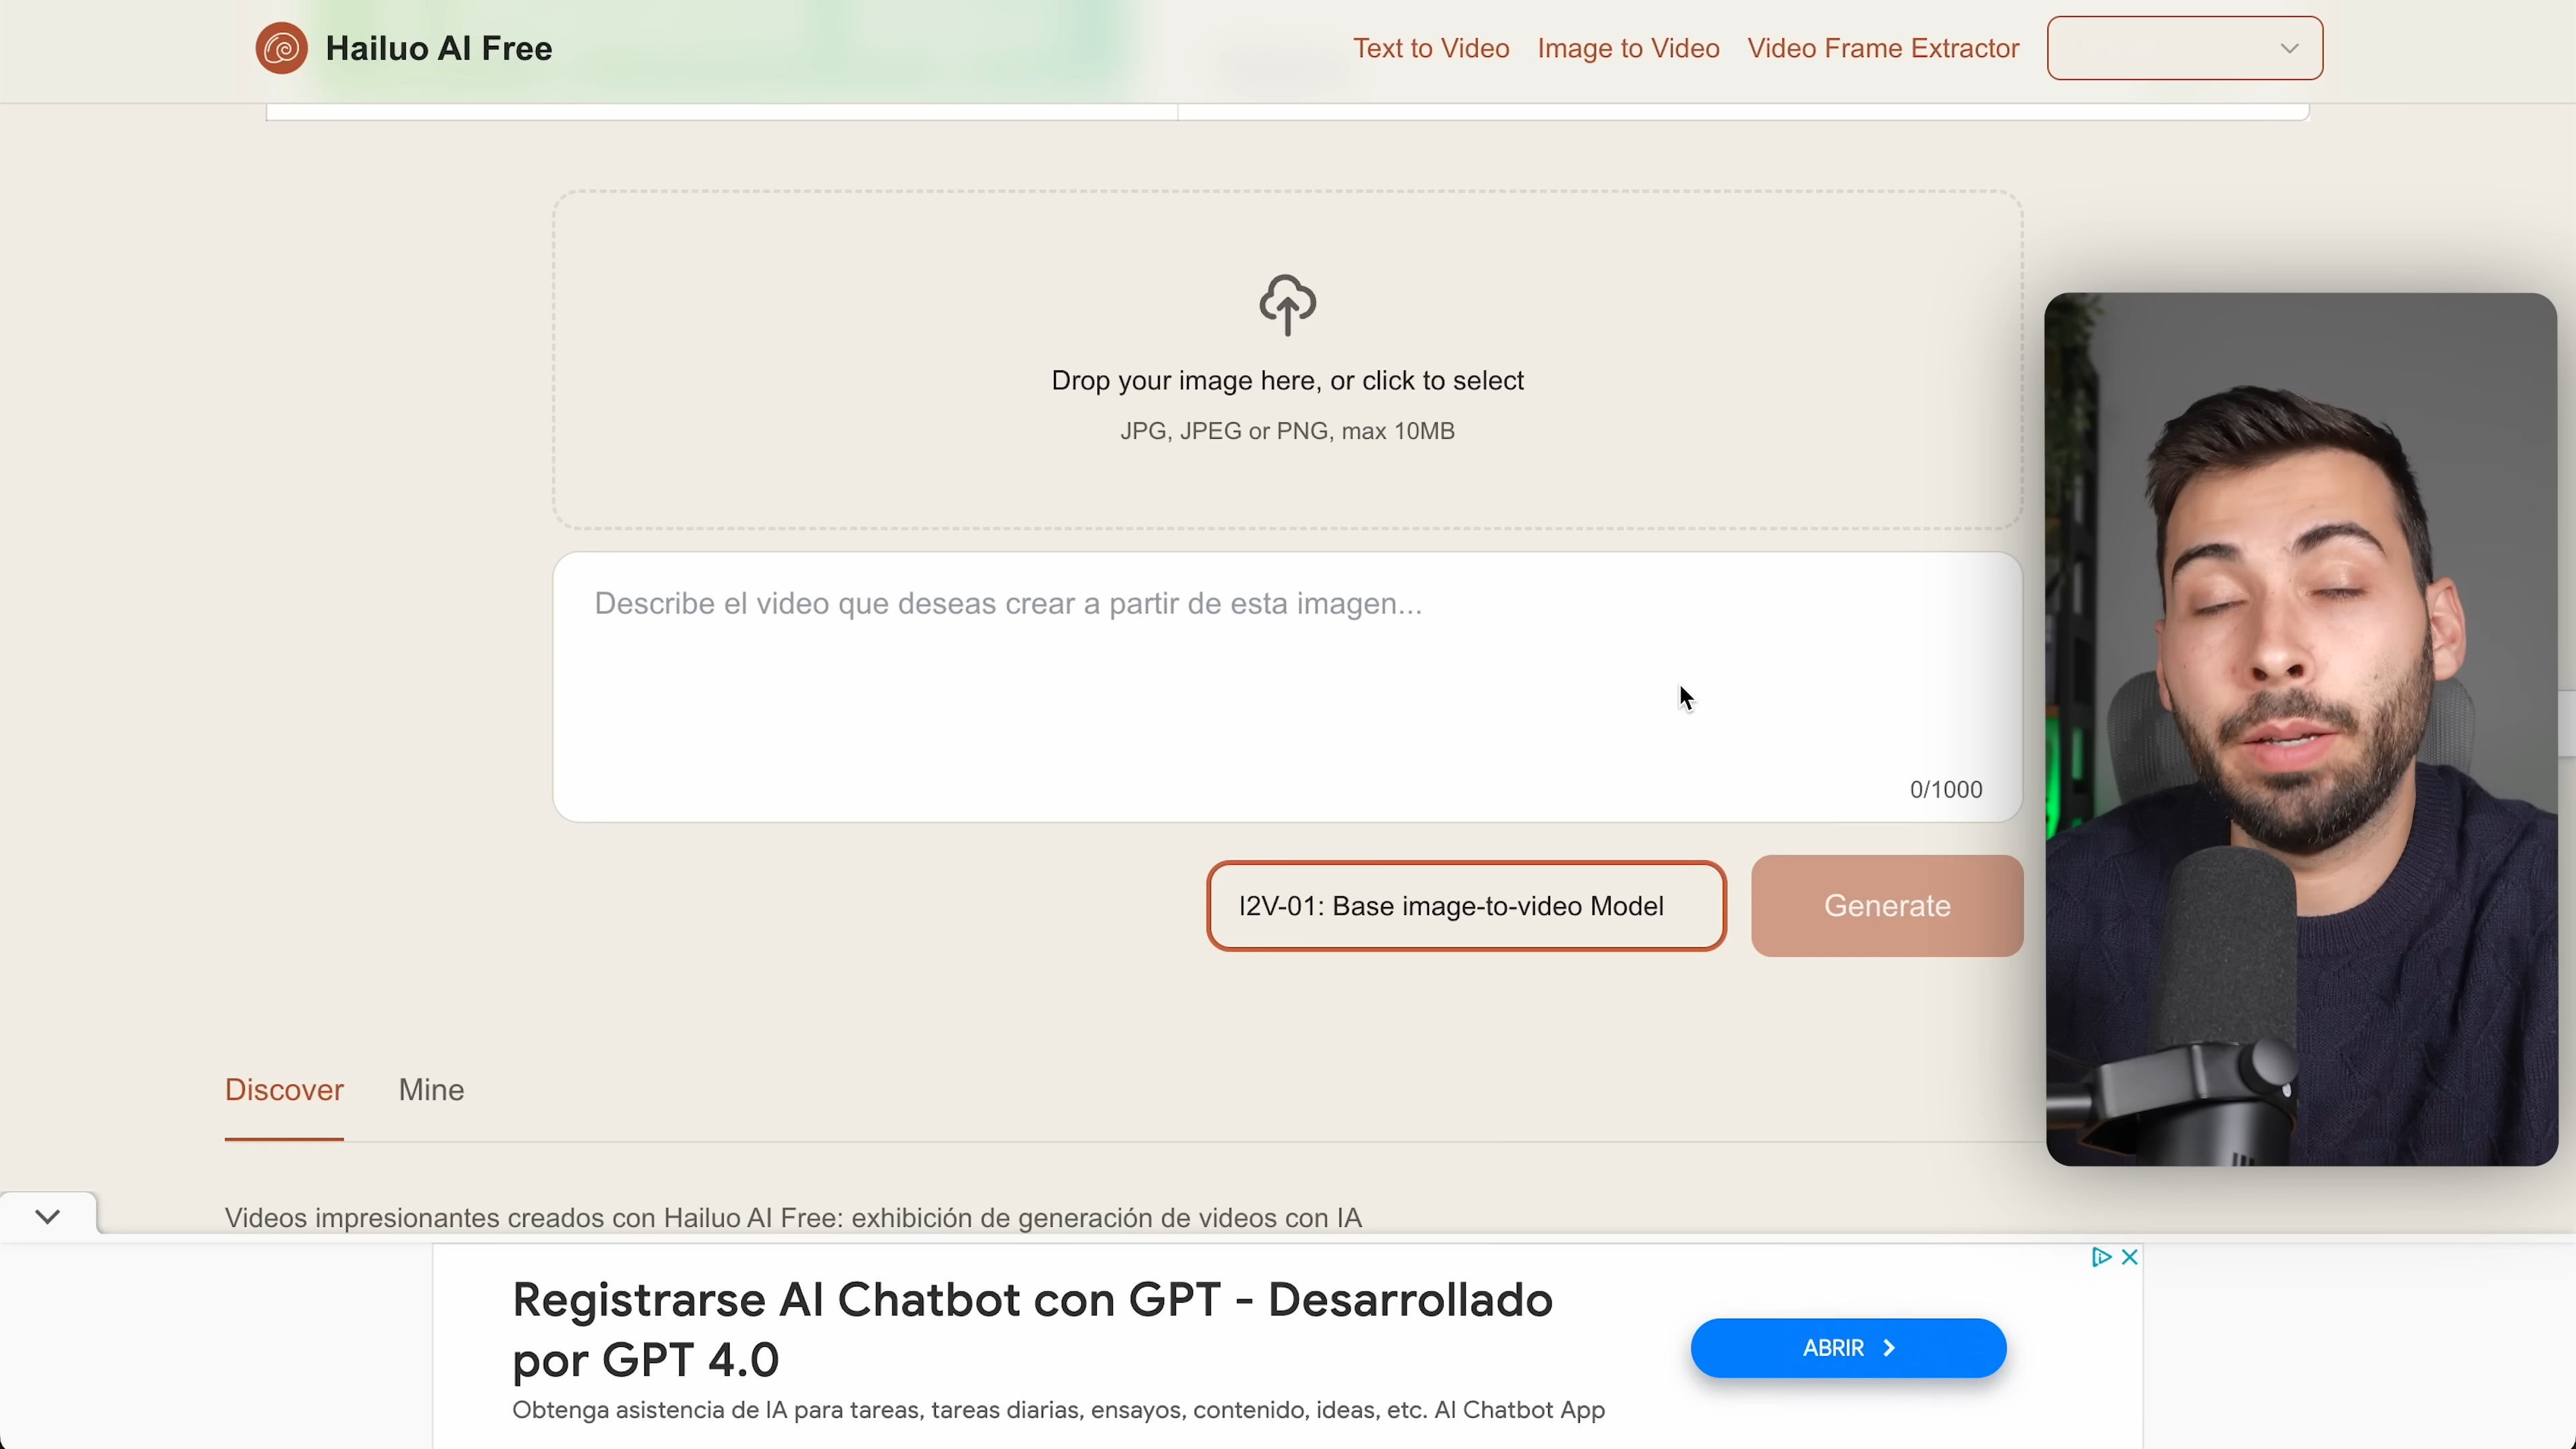 Hailuo AI Free
Text to Video
Image to Video
Video Frame Extractor
Drop your image here, or click to select
JPG, JPEG or PNG, max 10MB
Describe el video que deseas crear a partir de esta imagen...
0/1000
I2V-01: Base image-to-video Model
Generate
Discover
Mine
Videos impresionantes creados con Hailuo AI Free: exhibición de generación de videos con IA
Registrarse AI Chatbot con GPT - Desarrollado
por GPT 4.0
ABRIR
Obtenga asistencia de IA para tareas, tareas diarias, ensayos, contenido, ideas, etc. AI Chatbot App